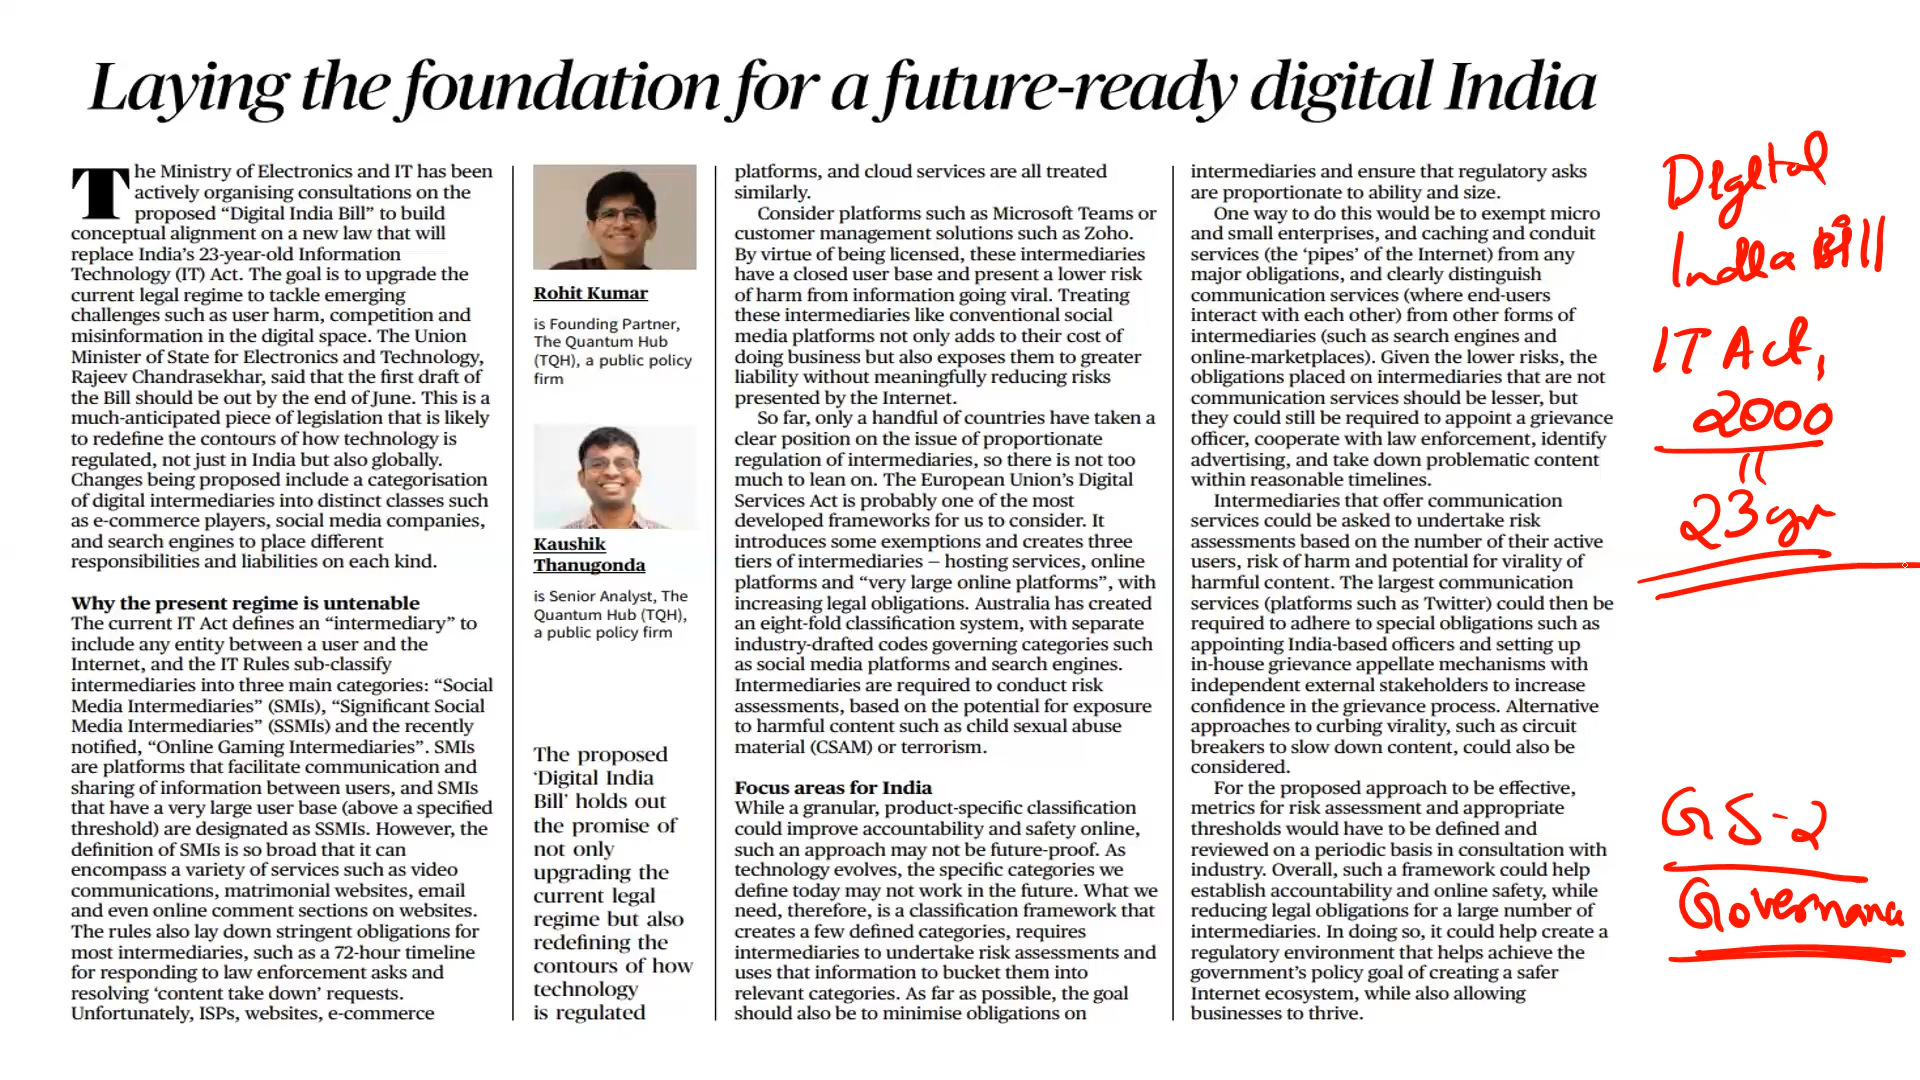 Laying the foundation for a future-ready digital India
The Ministry of Electronics and IT has been
actively organising consultations on the
proposed “Digital India Bill” to build
conceptual alignment on a new law that will
replace India’s 23-year-old Information
Technology (IT) Act. The goal is to upgrade the
current legal regime to tackle emerging
challenges such as user harm, competition and
misinformation in the digital space. The Union
Minister of State for Electronics and Technology,
Rajeev Chandrasekhar, said that the first draft of
the Bill should be out by the end of June. This is a
much-anticipated piece of legislation that is likely
to redefine the contours of how technology is
regulated, not just in India but also globally.
Changes being proposed include a categorisation
of digital intermediaries into distinct classes such
as e-commerce players, social media companies,
and search engines to place different
responsibilities and liabilities on each kind.
Why the present regime is untenable
The current IT Act defines an “intermediary” to
include any entity between a user and the
Internet, and the IT Rules sub-classify
intermediaries into three main categories: “Social
Media Intermediaries” (SMIs), “Significant Social
Media Intermediaries” (SSMIs) and the recently
notified, “Online Gaming Intermediaries”. SMIs
are platforms that facilitate communication and
sharing of information between users, and SMIs
that have a very large user base (above a specified
threshold) are designated as SSMIs. However, the
definition of SMIs is so broad that it can
encompass a variety of services such as video
communications, matrimonial websites, email
and even online comment sections on websites.
The rules also lay down stringent obligations for
most intermediaries, such as a 72-hour timeline
for responding to law enforcement asks and
resolving ‘content take down’ requests.
Unfortunately, ISPs, websites, e-commerce
Rohit Kumar
is Founding Partner,
The Quantum Hub
(TQH), a public policy
firm
Kaushik
Thanugonda
is Senior Analyst, The
Quantum Hub (TQH),
a public policy firm
The proposed
‘Digital India
Bill’ holds out
the promise of
not only
upgrading the
current legal
regime but also
redefining the
contours of how
technology
is regulated
platforms, and cloud services are all treated
similarly.
Consider platforms such as Microsoft Teams or
customer management solutions such as Zoho.
By virtue of being licensed, these intermediaries
have a closed user base and present a lower risk
of harm from information going viral. Treating
these intermediaries like conventional social
media platforms not only adds to their cost of
doing business but also exposes them to greater
liability without meaningfully reducing risks
presented by the Internet.
So far, only a handful of countries have taken a
clear position on the issue of proportionate
regulation of intermediaries, so there is not too
much to lean on. The European Union’s Digital
Services Act is probably one of the most
developed frameworks for us to consider. It
introduces some exemptions and creates three
tiers of intermediaries — hosting services, online
platforms and “very large online platforms”, with
increasing legal obligations. Australia has created
an eight-fold classification system, with separate
industry-drafted codes governing categories such
as social media platforms and search engines.
Intermediaries are required to conduct risk
assessments, based on the potential for exposure
to harmful content such as child sexual abuse
material (CSAM) or terrorism.
Focus areas for India
While a granular, product-specific classification
could improve accountability and safety online,
such an approach may not be future-proof. As
technology evolves, the specific categories we
define today may not work in the future. What we
need, therefore, is a classification framework that
creates a few defined categories, requires
intermediaries to undertake risk assessments and
uses that information to bucket them into
relevant categories. As far as possible, the goal
should also be to minimise obligations on
intermediaries and ensure that regulatory asks
are proportionate to ability and size.
One way to do this would be to exempt micro
and small enterprises, and caching and conduit
services (the ‘pipes’ of the Internet) from any
major obligations, and clearly distinguish
communication services (where end-users
interact with each other) from other forms of
intermediaries (such as search engines and
online-marketplaces). Given the lower risks, the
obligations placed on intermediaries that are not
communication services should be lesser, but
they could still be required to appoint a grievance
officer, cooperate with law enforcement, identify
advertising, and take down problematic content
within reasonable timelines.
Intermediaries that offer communication
services could be asked to undertake risk
assessments based on the number of their active
users, risk of harm and potential for virality of
harmful content. The largest communication
services (platforms such as Twitter) could then be
required to adhere to special obligations such as
appointing India-based officers and setting up
in-house grievance appellate mechanisms with
independent external stakeholders to increase
confidence in the grievance process. Alternative
approaches to curbing virality, such as circuit
breakers to slow down content, could also be
considered.
For the proposed approach to be effective,
metrics for risk assessment and appropriate
thresholds would have to be defined and
reviewed on a periodic basis in consultation with
industry. Overall, such a framework could help
establish accountability and online safety, while
reducing legal obligations for a large number of
intermediaries. In doing so, it could help create a
regulatory environment that helps achieve the
government’s policy goal of creating a safer
Internet ecosystem, while also allowing
businesses to thrive.
Digital
India Bill
IT Act,
2000
23 yr
GS-2
Governance